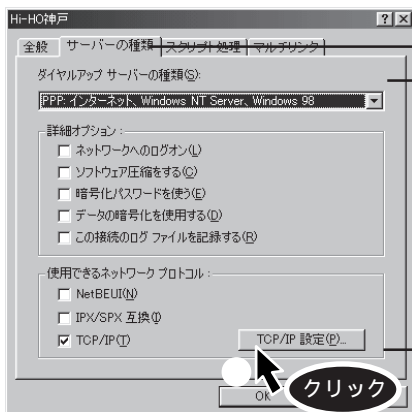 Hi-HO神戸
全般 サーバーの種類 スクリプト処理 マルチリンク
ダイヤルアップ サーバーの種類(S):
PPP: インターネット、Windows NT Server、Windows 98
詳細オプション:
ネットワークへのログオン(L)
ソフトウェア圧縮をする(C)
暗号化パスワードを使う(E)
データの暗号化を使用する(D)
この接続のログ ファイルを記録する(R)
使用できるネットワーク プロトコル:
NetBEUI(N)
IPX/SPX 互換(I)
TCP/IP(T)
TCP/IP 設定(P)...
OK
クリック